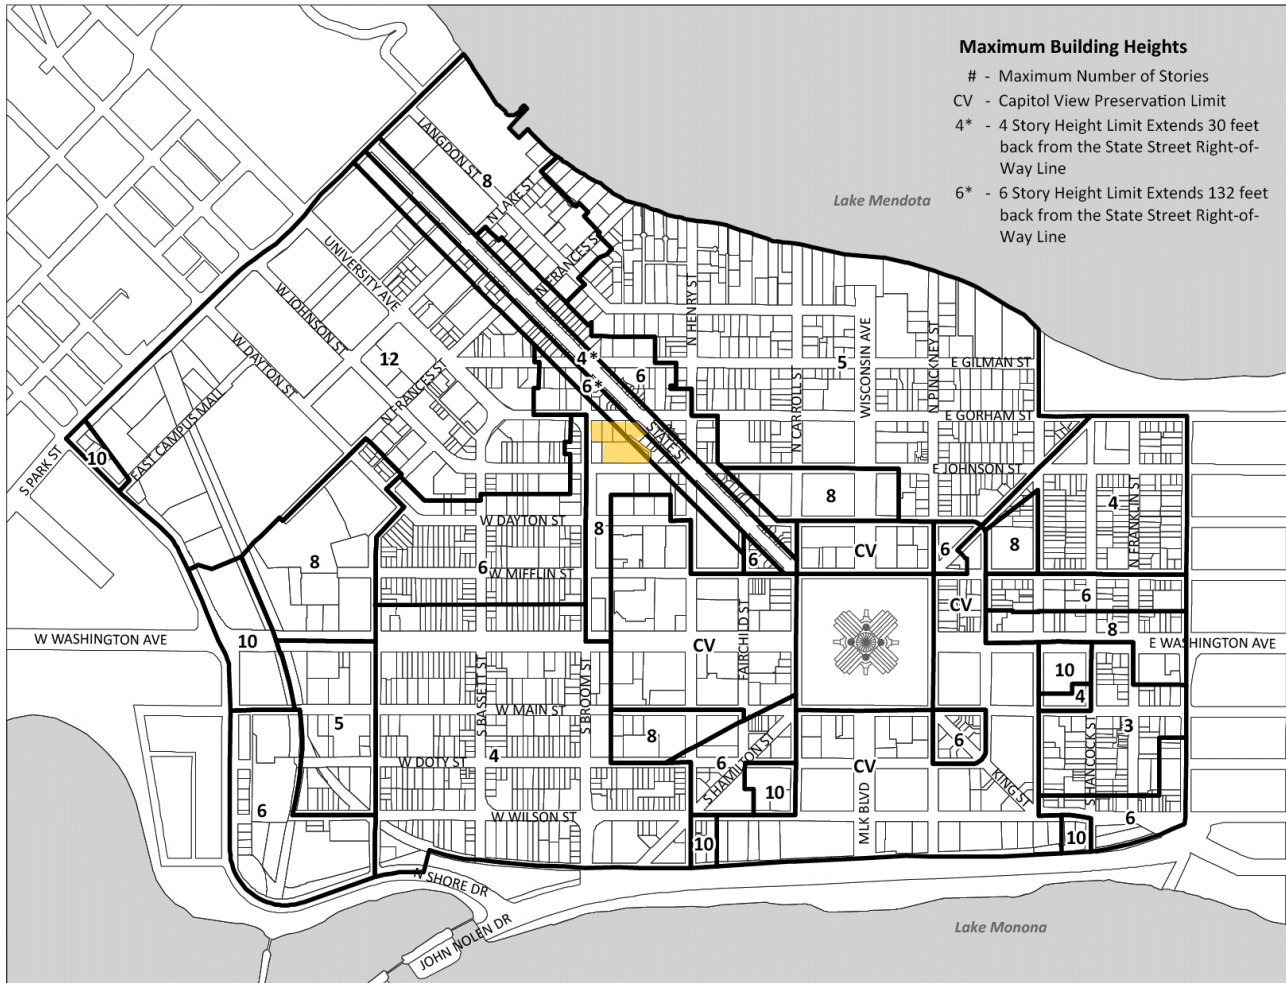 Maximum Building Heights
# - Maximum Number of Stories
CV - Capitol View Preservation Limit
4* - 4 Story Height Limit Extends 30 feet
back from the State Street Right-of-
Way Line
6* - 6 Story Height Limit Extends 132 feet
back from the State Street Right-of-
Way Line
Lake Mendota
LANGDON ST
8
N LAKE ST
UNIVERSITY AVE
N FRANCES ST
W JOHNSON ST
N HENRY ST
WISCONSIN AVE
N PINCKNEY ST
W DAYTON ST
12
4*
6*
6
5
E GILMAN ST
N FRANCES ST
N CARROLL ST
EAST CAMPUS MALL
STATE ST
E GORHAM ST
S PARK ST
10
E JOHNSON ST
8
4
N FRANKLIN ST
W DAYTON ST
8
CV
6
8
8
6
W MIFFLIN ST
6
6
CV
8
W WASHINGTON AVE
10
CV
FAIRCHILD ST
E WASHINGTON AVE
10
4
S BASSETT ST
S BROOM ST
W MAIN ST
5
8
6
3
4
W DOTY ST
6
S HAMILTON ST
CV
S HANCOCK ST
10
KING ST
6
W WILSON ST
MLK BLVD
6
10
10
N SHORE DR
JOHN NOLEN DR
Lake Monona